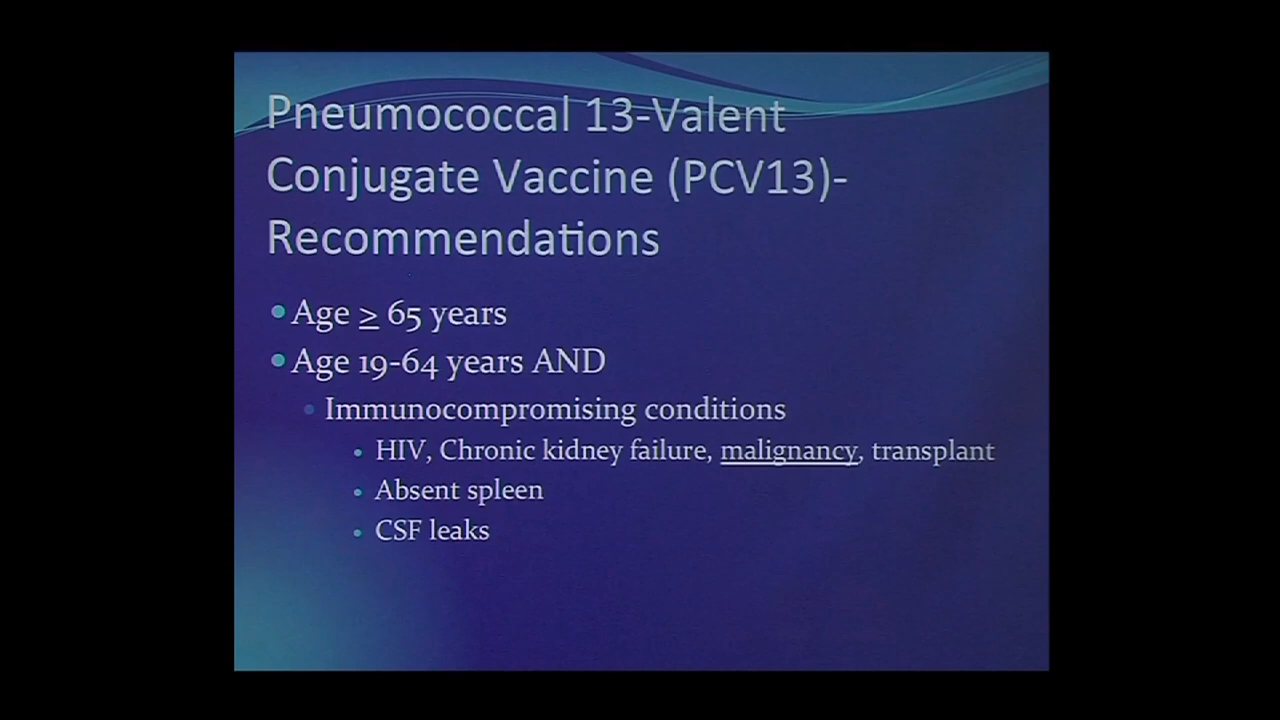 Pneumococcal 13-Valent
Conjugate Vaccine (PCV13)-
Recommendations
• Age ≥ 65 years
• Age 19-64 years AND
• Immunocompromising conditions
• HIV, Chronic kidney failure, malignancy, transplant
• Absent spleen
• CSF leaks